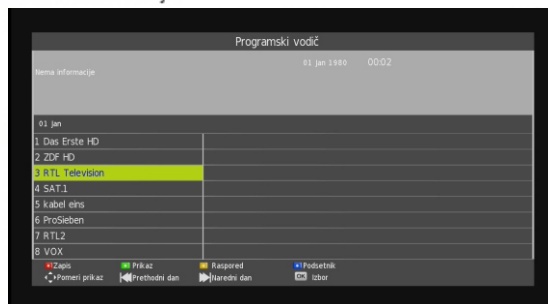 Programski vodič
01 Jan 1980 00:02
Nema informacije
01 Jan
1 Das Erste HD
2 ZDF HD
3 RTL Television
4 SAT.1
5 kabel eins
6 ProSieben
7 RTL2
8 VOX
Zapis Prikaz Raspored Podsetnik
Pomeri prikaz Prethodni dan Naredni dan OK Izbor